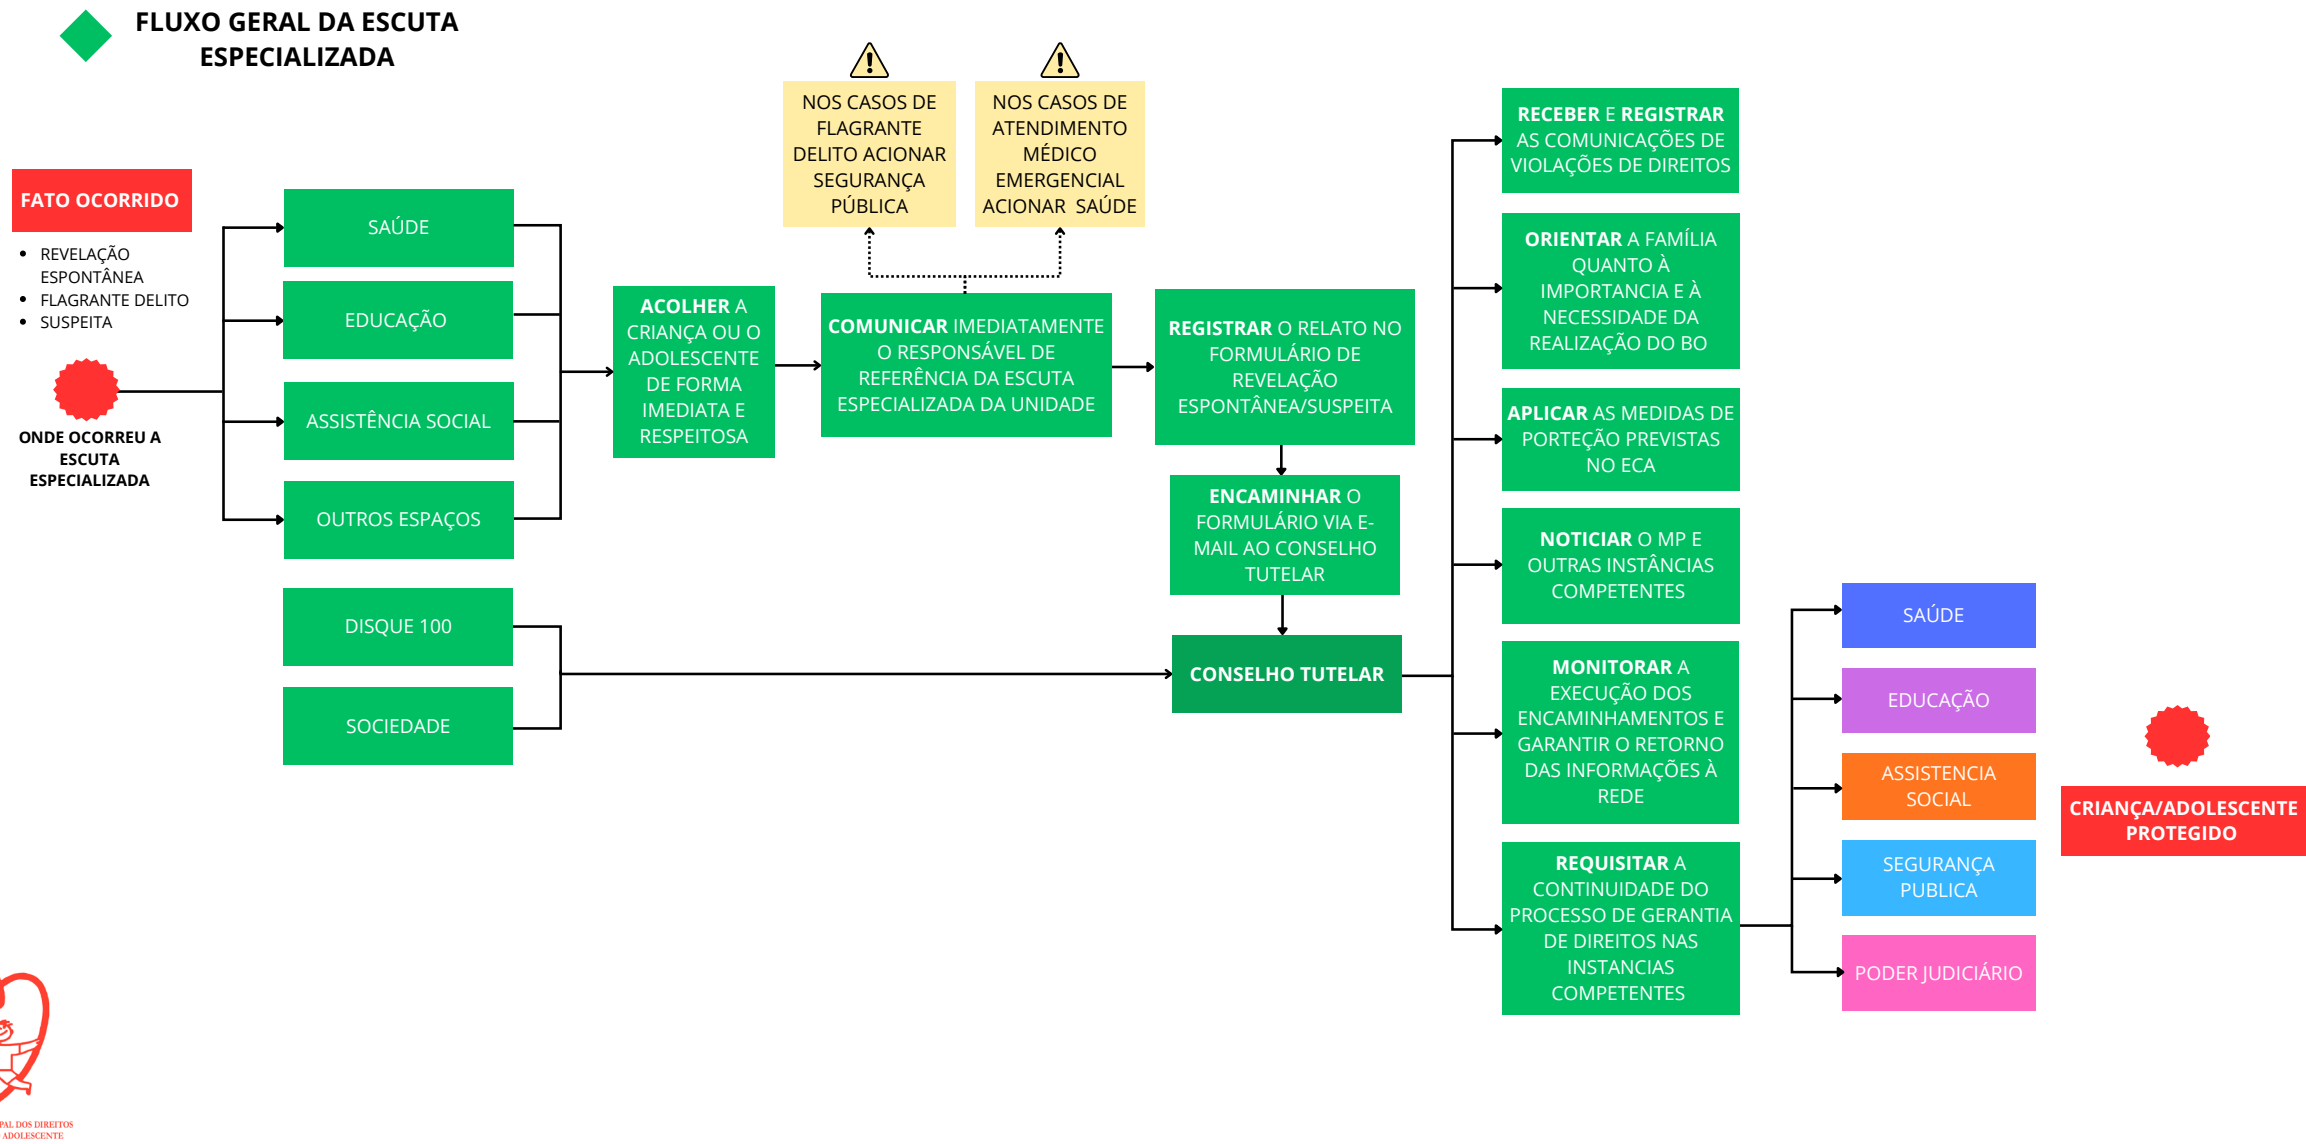 FLUXO GERAL DA ESCUTA
ESPECIALIZADA
FATO OCORRIDO
• REVELAÇÃO
ESPONTÂNEA
• FLAGRANTE DELITO
• SUSPEITA
ONDE OCORREU A
ESCUTA
ESPECIALIZADA
SAÚDE
EDUCAÇÃO
ASSISTÊNCIA SOCIAL
OUTROS ESPAÇOS
DISQUE 100
SOCIEDADE
ACOLHER A
CRIANÇA OU O
ADOLESCENTE
DE FORMA
IMEDIATA E
RESPEITOSA
NOS CASOS DE
FLAGRANTE
DELITO ACIONAR
SEGURANÇA
PÚBLICA
NOS CASOS DE
ATENDIMENTO
MÉDICO
EMERGENCIAL
ACIONAR SAÚDE
COMUNICAR IMEDIATAMENTE
O RESPONSÁVEL DE
REFERÊNCIA DA ESCUTA
ESPECIALIZADA DA UNIDADE
REGISTRAR O RELATO NO
FORMULÁRIO DE
REVELAÇÃO
ESPONTÂNEA/SUSPEITA
ENCAMINHAR O
FORMULÁRIO VIA E-
MAIL AO CONSELHO
TUTELAR
CONSELHO TUTELAR
RECEBER E REGISTRAR
AS COMUNICAÇÕES DE
VIOLAÇÕES DE DIREITOS
ORIENTAR A FAMÍLIA
QUANTO À
IMPORTANCIA E À
NECESSIDADE DA
REALIZAÇÃO DO BO
APLICAR AS MEDIDAS DE
PORTEÇÃO PREVISTAS
NO ECA
NOTICIAR O MP E
OUTRAS INSTÂNCIAS
COMPETENTES
MONITORAR A
EXECUÇÃO DOS
ENCAMINHAMENTOS E
GARANTIR O RETORNO
DAS INFORMAÇÕES À
REDE
REQUISITAR A
CONTINUIDADE DO
PROCESSO DE GERANTIA
DE DIREITOS NAS
INSTANCIAS
COMPETENTES
SAÚDE
EDUCAÇÃO
ASSISTENCIA
SOCIAL
SEGURANÇA
PUBLICA
PODER JUDICIÁRIO
CRIANÇA/ADOLESCENTE
PROTEGIDO
PAL DOS DIREITOS
ADOLESCENTE